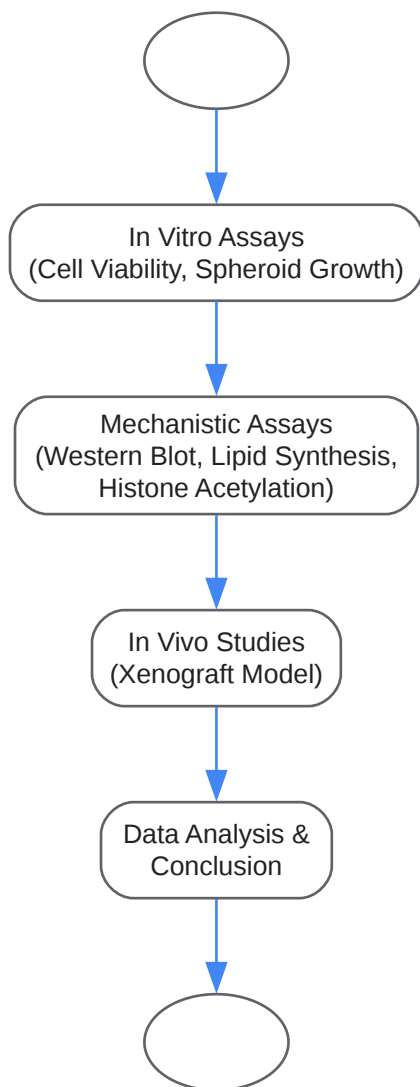 In Vitro Assays
(Cell Viability, Spheroid Growth)
Mechanistic Assays
(Western Blot, Lipid Synthesis,
Histone Acetylation)
In Vivo Studies
(Xenograft Model)
Data Analysis &
Conclusion